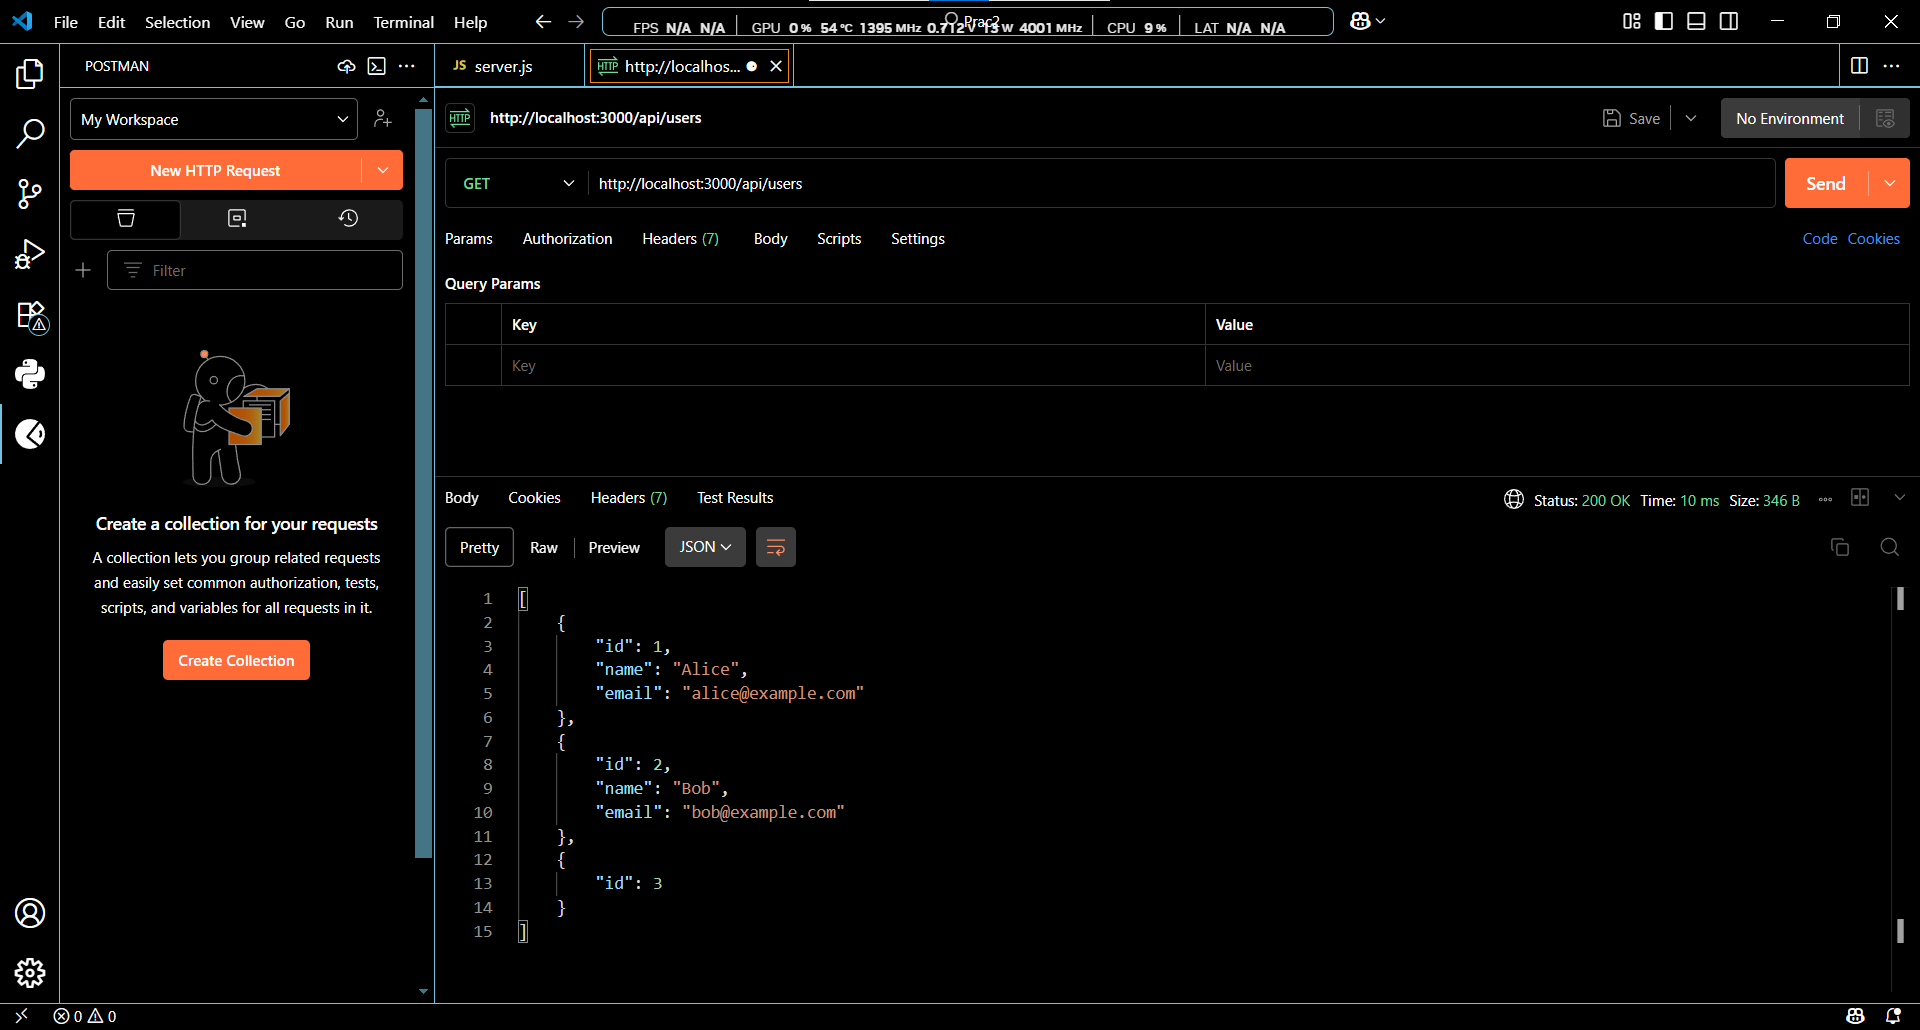 File Edit Selection View Go Run Terminal Help
Prac2
FPS N/A N/A GPU 0% 54°C 1395 MHz 0.712 V 13 W 4001 MHz CPU 9% LAT N/A N/A
POSTMAN
JS server.js
HTTP http://localhos...
My Workspace
HTTP http://localhost:3000/api/users
Save
No Environment
New HTTP Request
GET
http://localhost:3000/api/users
Send
Params Authorization Headers (7) Body Scripts Settings
Code Cookies
Filter
Query Params
Key Value
Key Value
Create a collection for your requests
A collection lets you group related requests
and easily set common authorization, tests,
scripts, and variables for all requests in it.
Create Collection
Body Cookies Headers (7) Test Results
Status: 200 OK Time: 10 ms Size: 346 B
Pretty Raw Preview JSON
1 [
2 {
3 "id": 1,
4 "name": "Alice",
5 "email": "alice@example.com"
6 },
7 {
8 "id": 2,
9 "name": "Bob",
10 "email": "bob@example.com"
11 },
12 {
13 "id": 3
14 }
15 ]
0 0